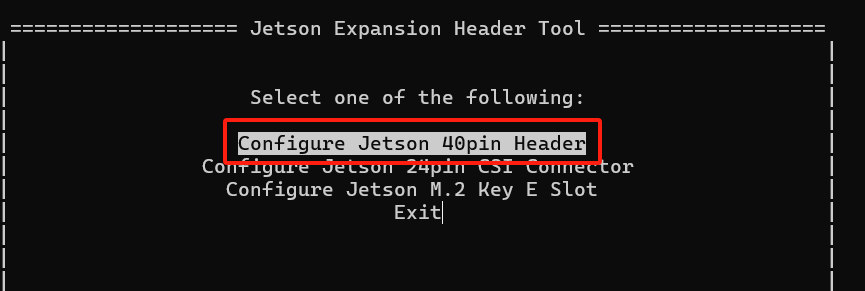 =================== Jetson Expansion Header Tool ===================
Select one of the following:
Configure Jetson 40pin Header
Configure Jetson 24pin CSI Connector
Configure Jetson M.2 Key E Slot
Exit